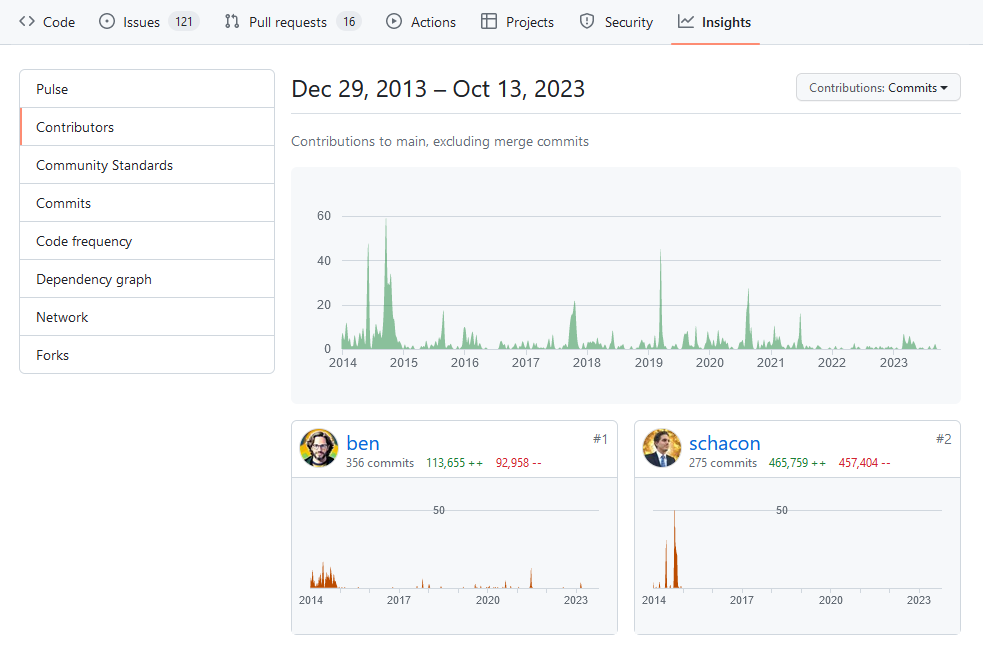 Code Issues 121 Pull requests 16 Actions Projects Security Insights
Pulse
Contributors
Community Standards
Commits
Code frequency
Dependency graph
Network
Forks
Dec 29, 2013 – Oct 13, 2023
Contributions: Commits
Contributions to main, excluding merge commits
60
40
20
0
2014 2015 2016 2017 2018 2019 2020 2021 2022 2023
ben #1
356 commits 113,655 ++ 92,958 --
50
2014 2017 2020 2023
schacon #2
275 commits 465,759 ++ 457,404 --
50
2014 2017 2020 2023